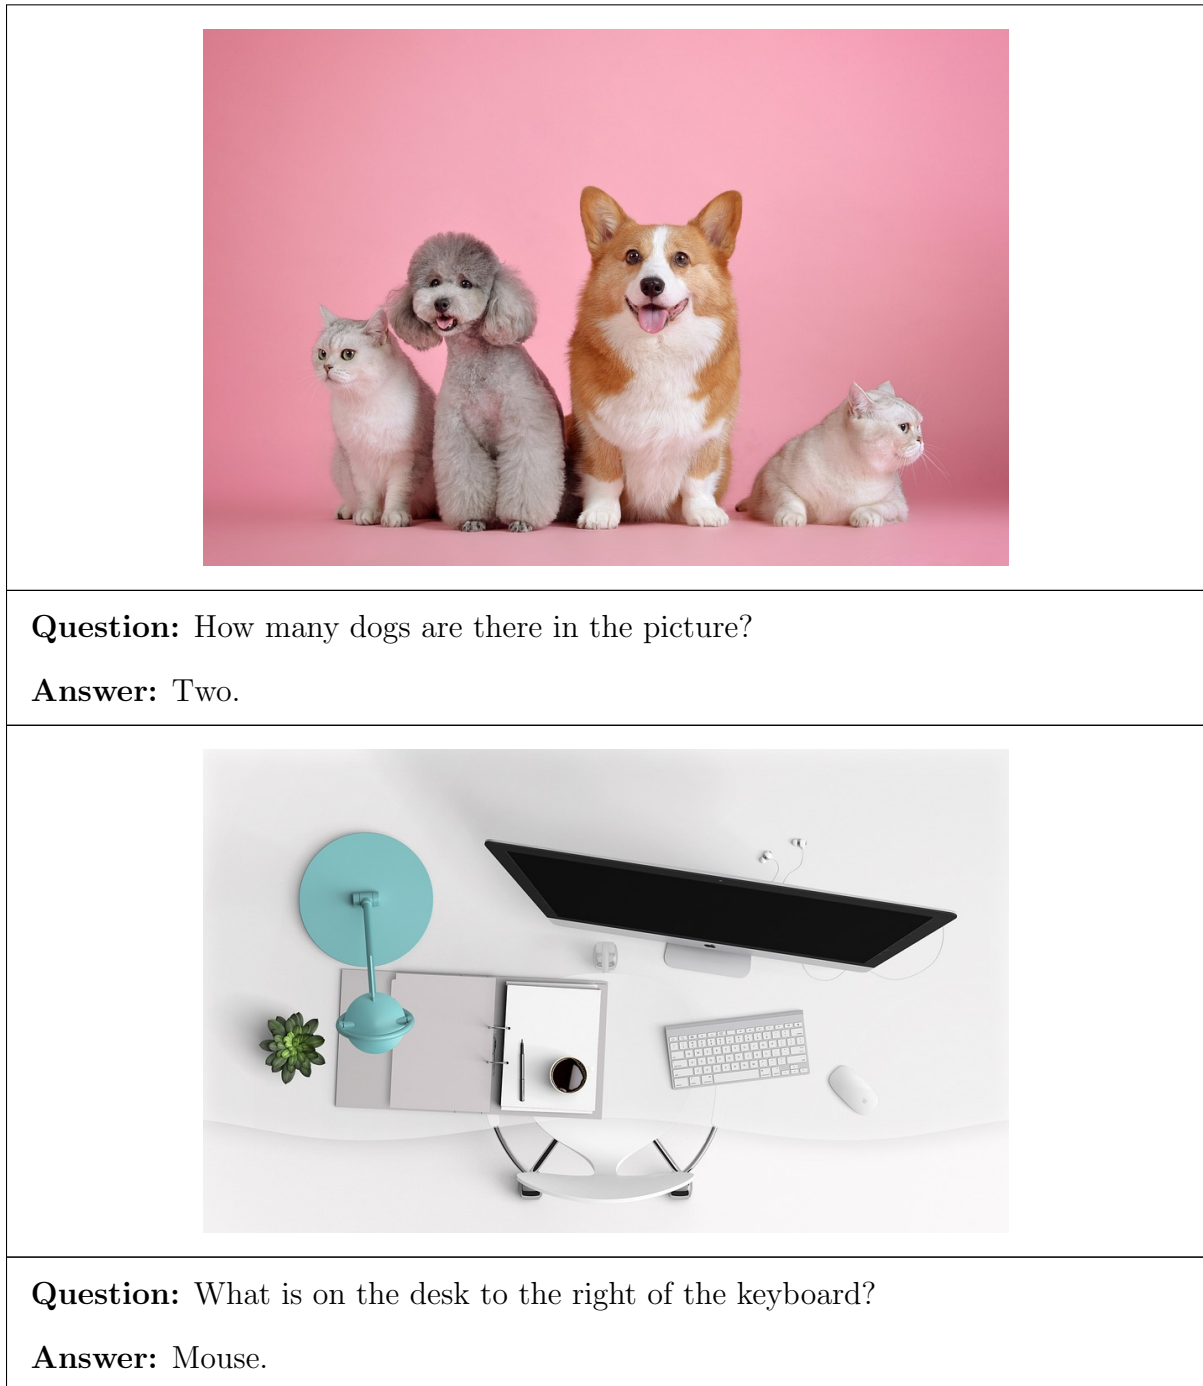 Question: How many dogs are there in the picture?
Answer: Two.
Question: What is on the desk to the right of the keyboard?
Answer: Mouse.